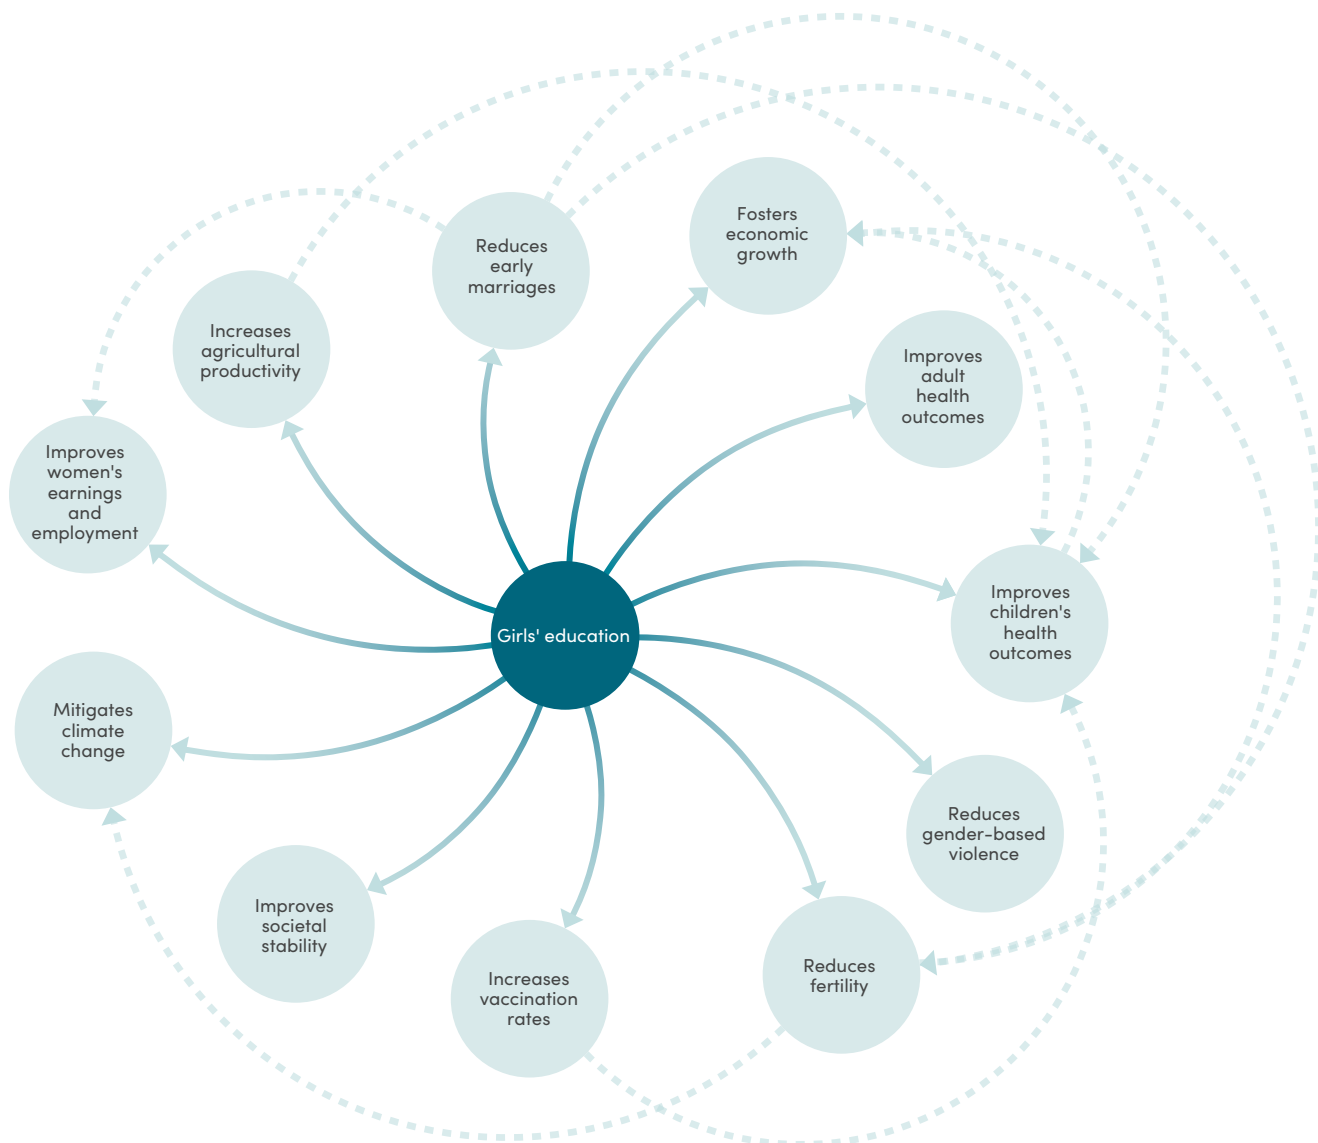 Fosters
economic
growth
Reduces
early
marriages
Increases
agricultural
productivity
Improves
adult
health
outcomes
Improves
women's
earnings
and
employment
Girls' education
Improves
children's
health
outcomes
Mitigates
climate
change
Reduces
gender-based
violence
Improves
societal
stability
Reduces
fertility
Increases
vaccination
rates